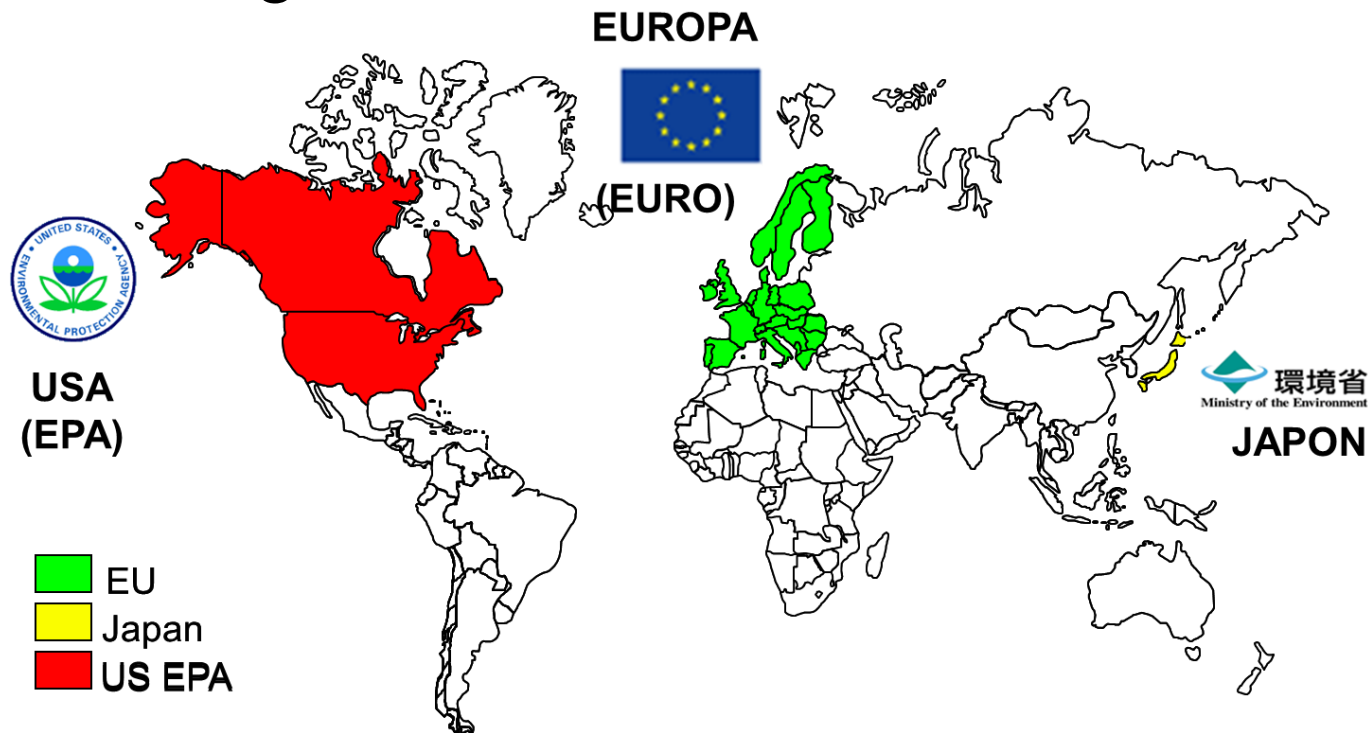 EUROPA
(EURO)
UNITED STATES
ENVIRONMENTAL PROTECTION AGENCY
USA
(EPA)
環境省
Ministry of the Environment
JAPON
EU
Japan
US EPA